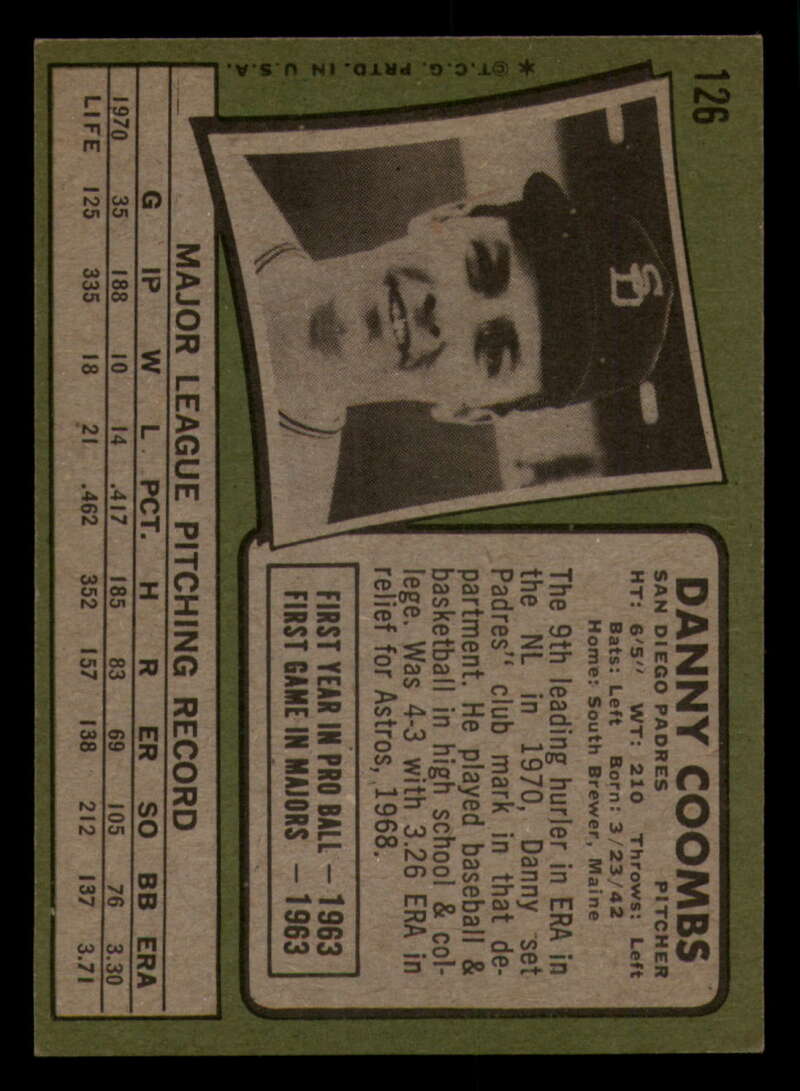 126
DANNY COOMBS
SAN DIEGO PADRES PITCHER
HT: 6'5" WT: 210 Throws: Left
Bats: Left Born: 3/23/42
Home: South Brewer, Maine
The 9th leading hurler in ERA in
the NL in 1970, Danny set
Padres" club mark in that de-
partment. He played baseball &
basketball in high school & col-
lege. Was 4-3 with 3.26 ERA in
relief for Astros, 1968.
FIRST YEAR IN PRO BALL — 1963
FIRST GAME IN MAJORS — 1963
SD
MAJOR LEAGUE PITCHING RECORD
G IP W L PCT. H R ER SO BB ERA
1970 35 188 10 14 .417 185 83 69 105 76 3.30
LIFE 125 335 18 21 .462 352 157 138 212 137 3.71
* ©T.C.G. PRTD. IN U.S.A.